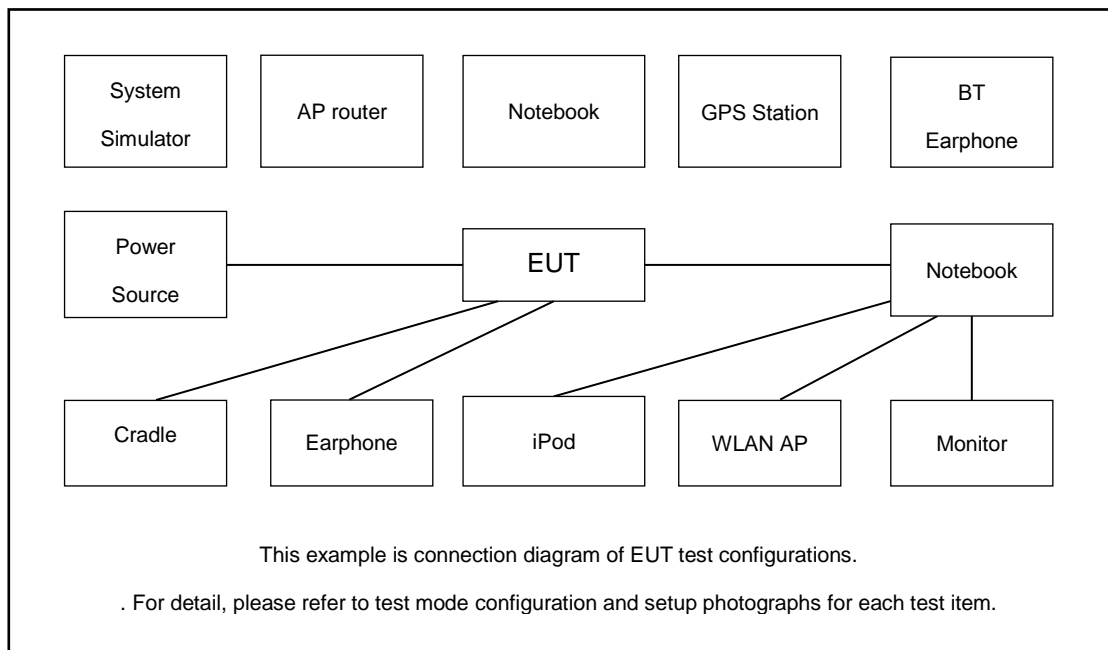 System
Simulator
AP router
Notebook
GPS Station
BT
Earphone
Power
Source
EUT
Notebook
Cradle
Earphone
iPod
WLAN AP
Monitor
This example is connection diagram of EUT test configurations.
. For detail, please refer to test mode configuration and setup photographs for each test item.